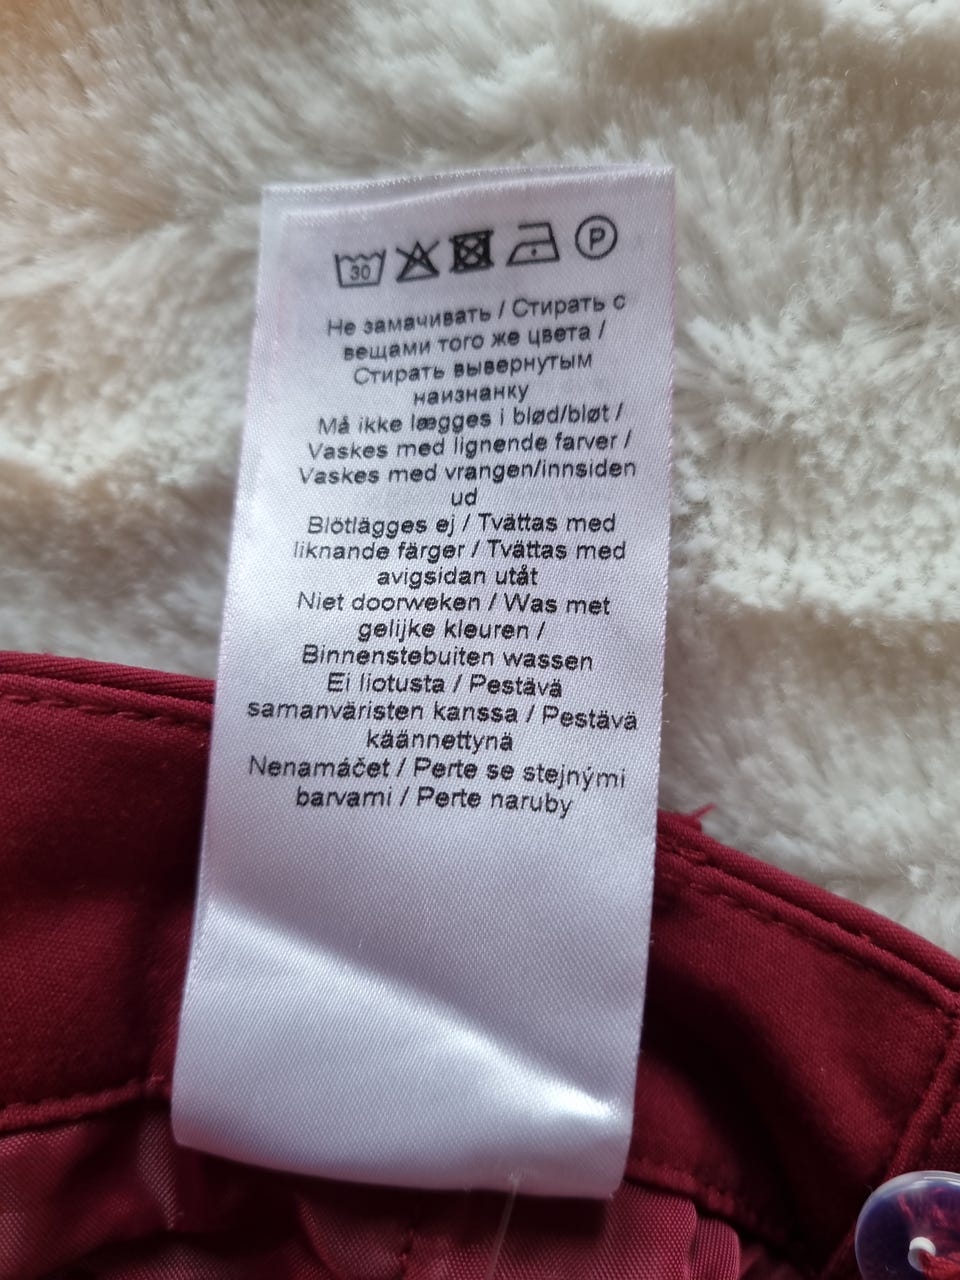 30 P
Не замачивать / Стирать с
вещами того же цвета /
Стирать вывернутым
наизнанку
Må ikke lægges i blød/bløt /
Vaskes med lignende farver /
Vaskes med vrangen/innsiden
ud
Blötlägges ej / Tvättas med
liknande färger / Tvättas med
avigsidan utåt
Niet doorweken / Was met
gelijke kleuren /
Binnenstebuiten wassen
Ei liotusta / Pestävä
samanväristen kanssa / Pestävä
käännettynä
Nenamáčet / Perte se stejnými
barvami / Perte naruby